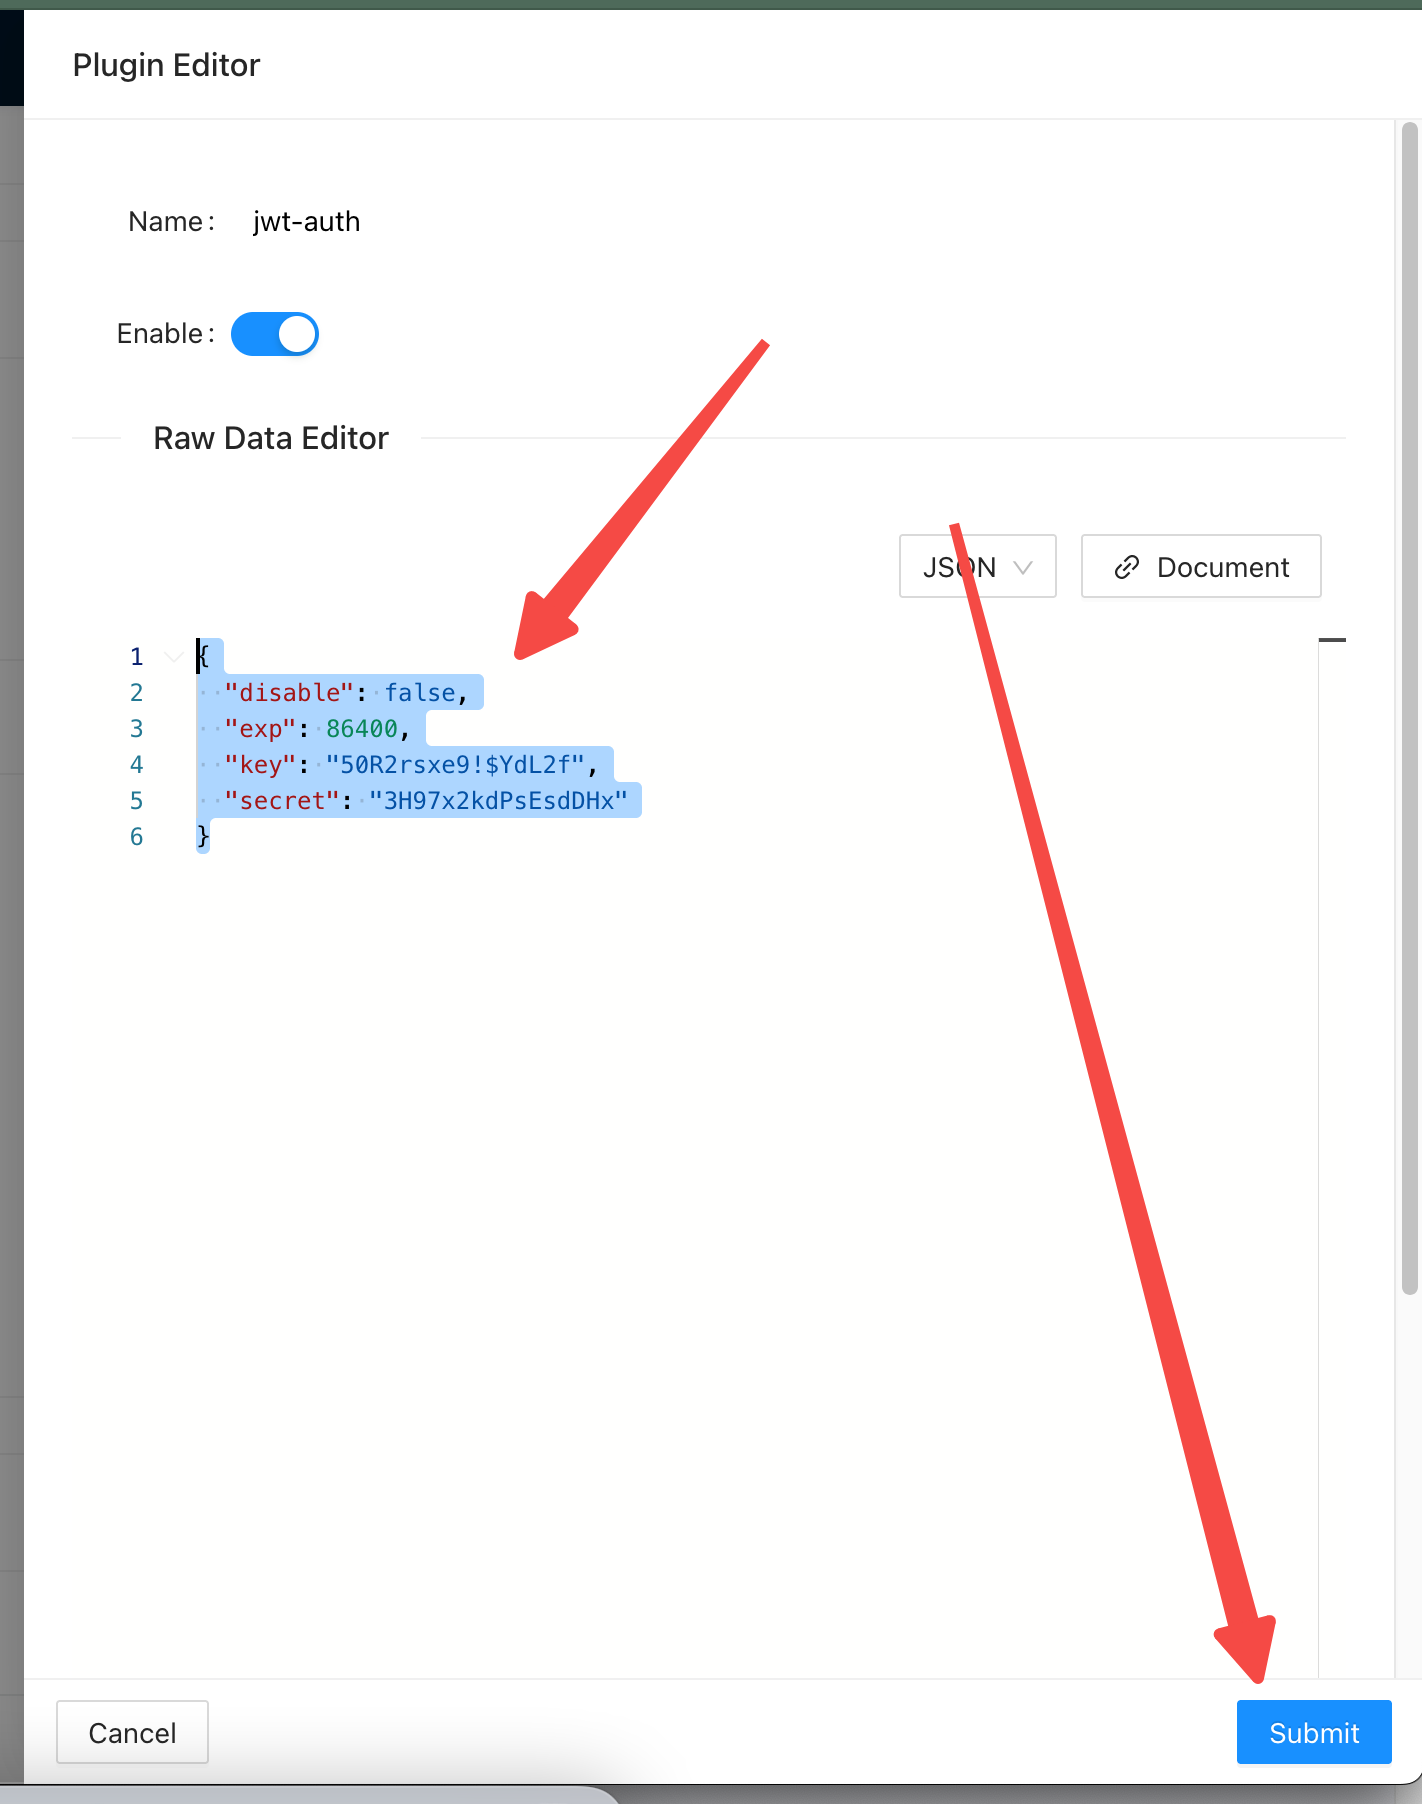 Plugin Editor
Name: jwt-auth
Enable:
Raw Data Editor
JSON Document
1 {
2 "disable": false,
3 "exp": 86400,
4 "key": "50R2rsxe9!$YdL2f",
5 "secret": "3H97x2kdPsEsdDHx"
6 }
Cancel Submit